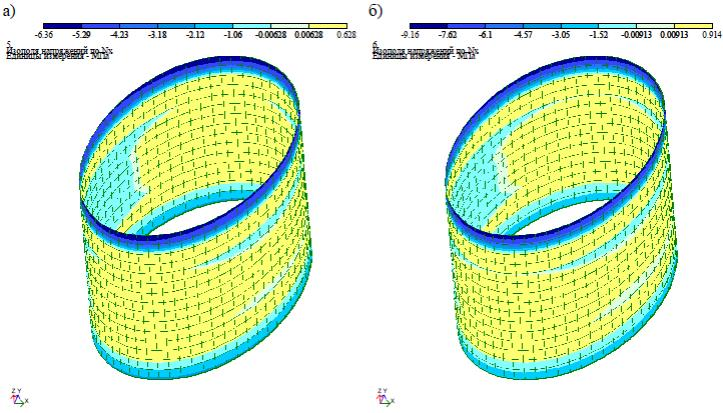 а)
б)
-6.36 -5.29 -4.23 -3.18 -2.12 -1.06 -0.00628 0.00628 0.628
-9.16 -7.62 -6.1 -4.57 -3.05 -1.52 -0.00913 0.00913 0.914
5
Изополя напряжений по Nx
Единицы измерения - МПа
6
Изополя напряжений по Nx
Единицы измерения - МПа
Z Y
X
Z Y
X